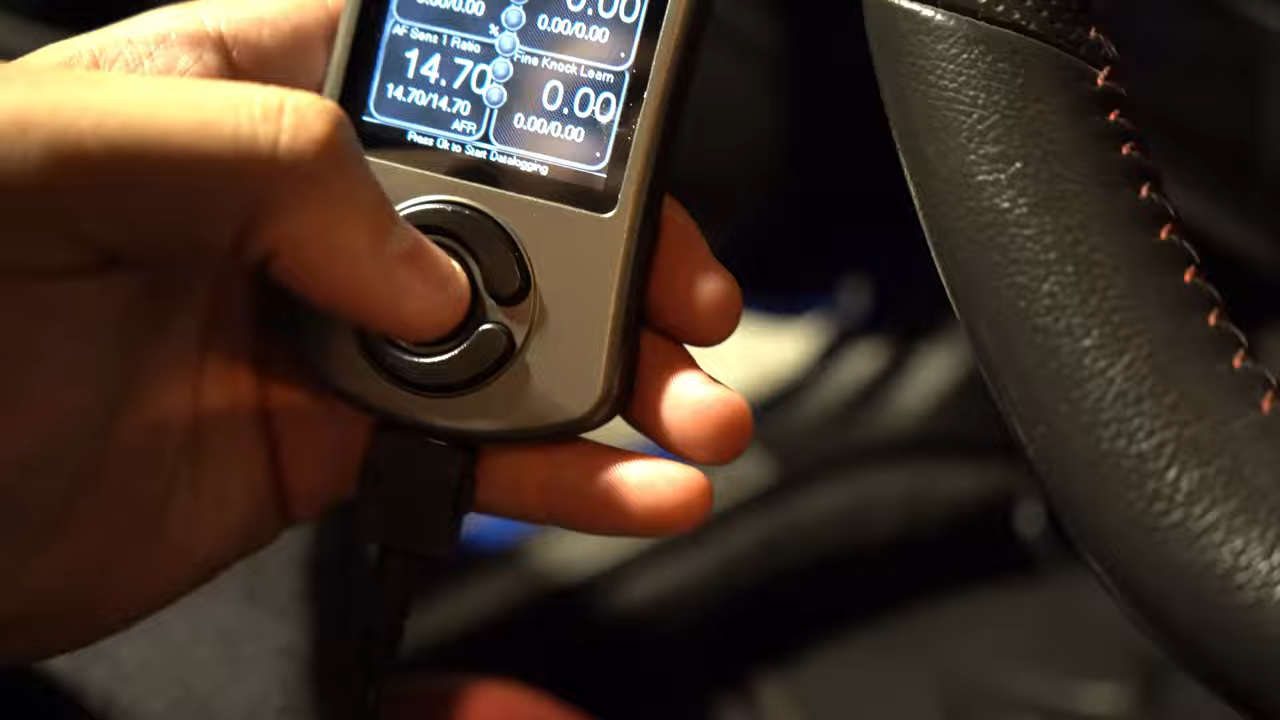 0.00/0.00
0.00
0.00/0.00
%
AF Sens 1 Ratio
14.70
14.70/14.70
AFR
Fine Knock Learn
0.00
0.00/0.00
Press Ok to Start Datalogging